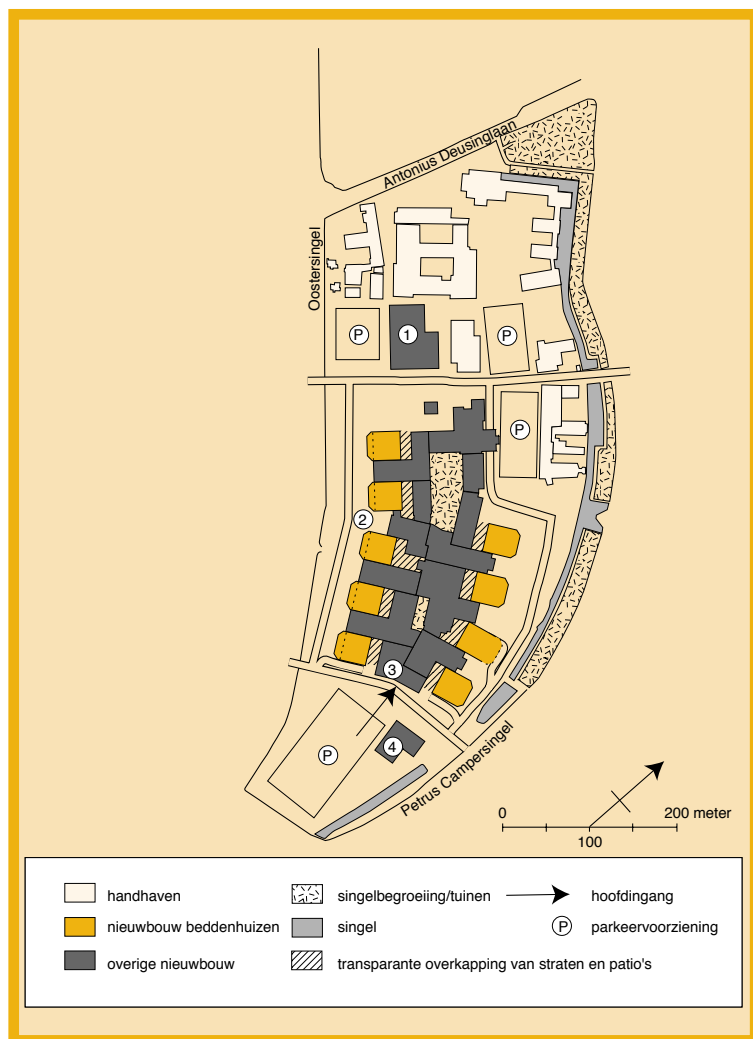 Antonius Deusinglaan
Oostersingel
P
1
P
P
2
3
P
4
Petrus Campersingel
0
200 meter
100
handhaven
singelbegroeiing/tuinen
hoofdingang
nieuwbouw beddenhuizen
singel
P
parkeervoorziening
overige nieuwbouw
transparante overkapping van straten en patio's